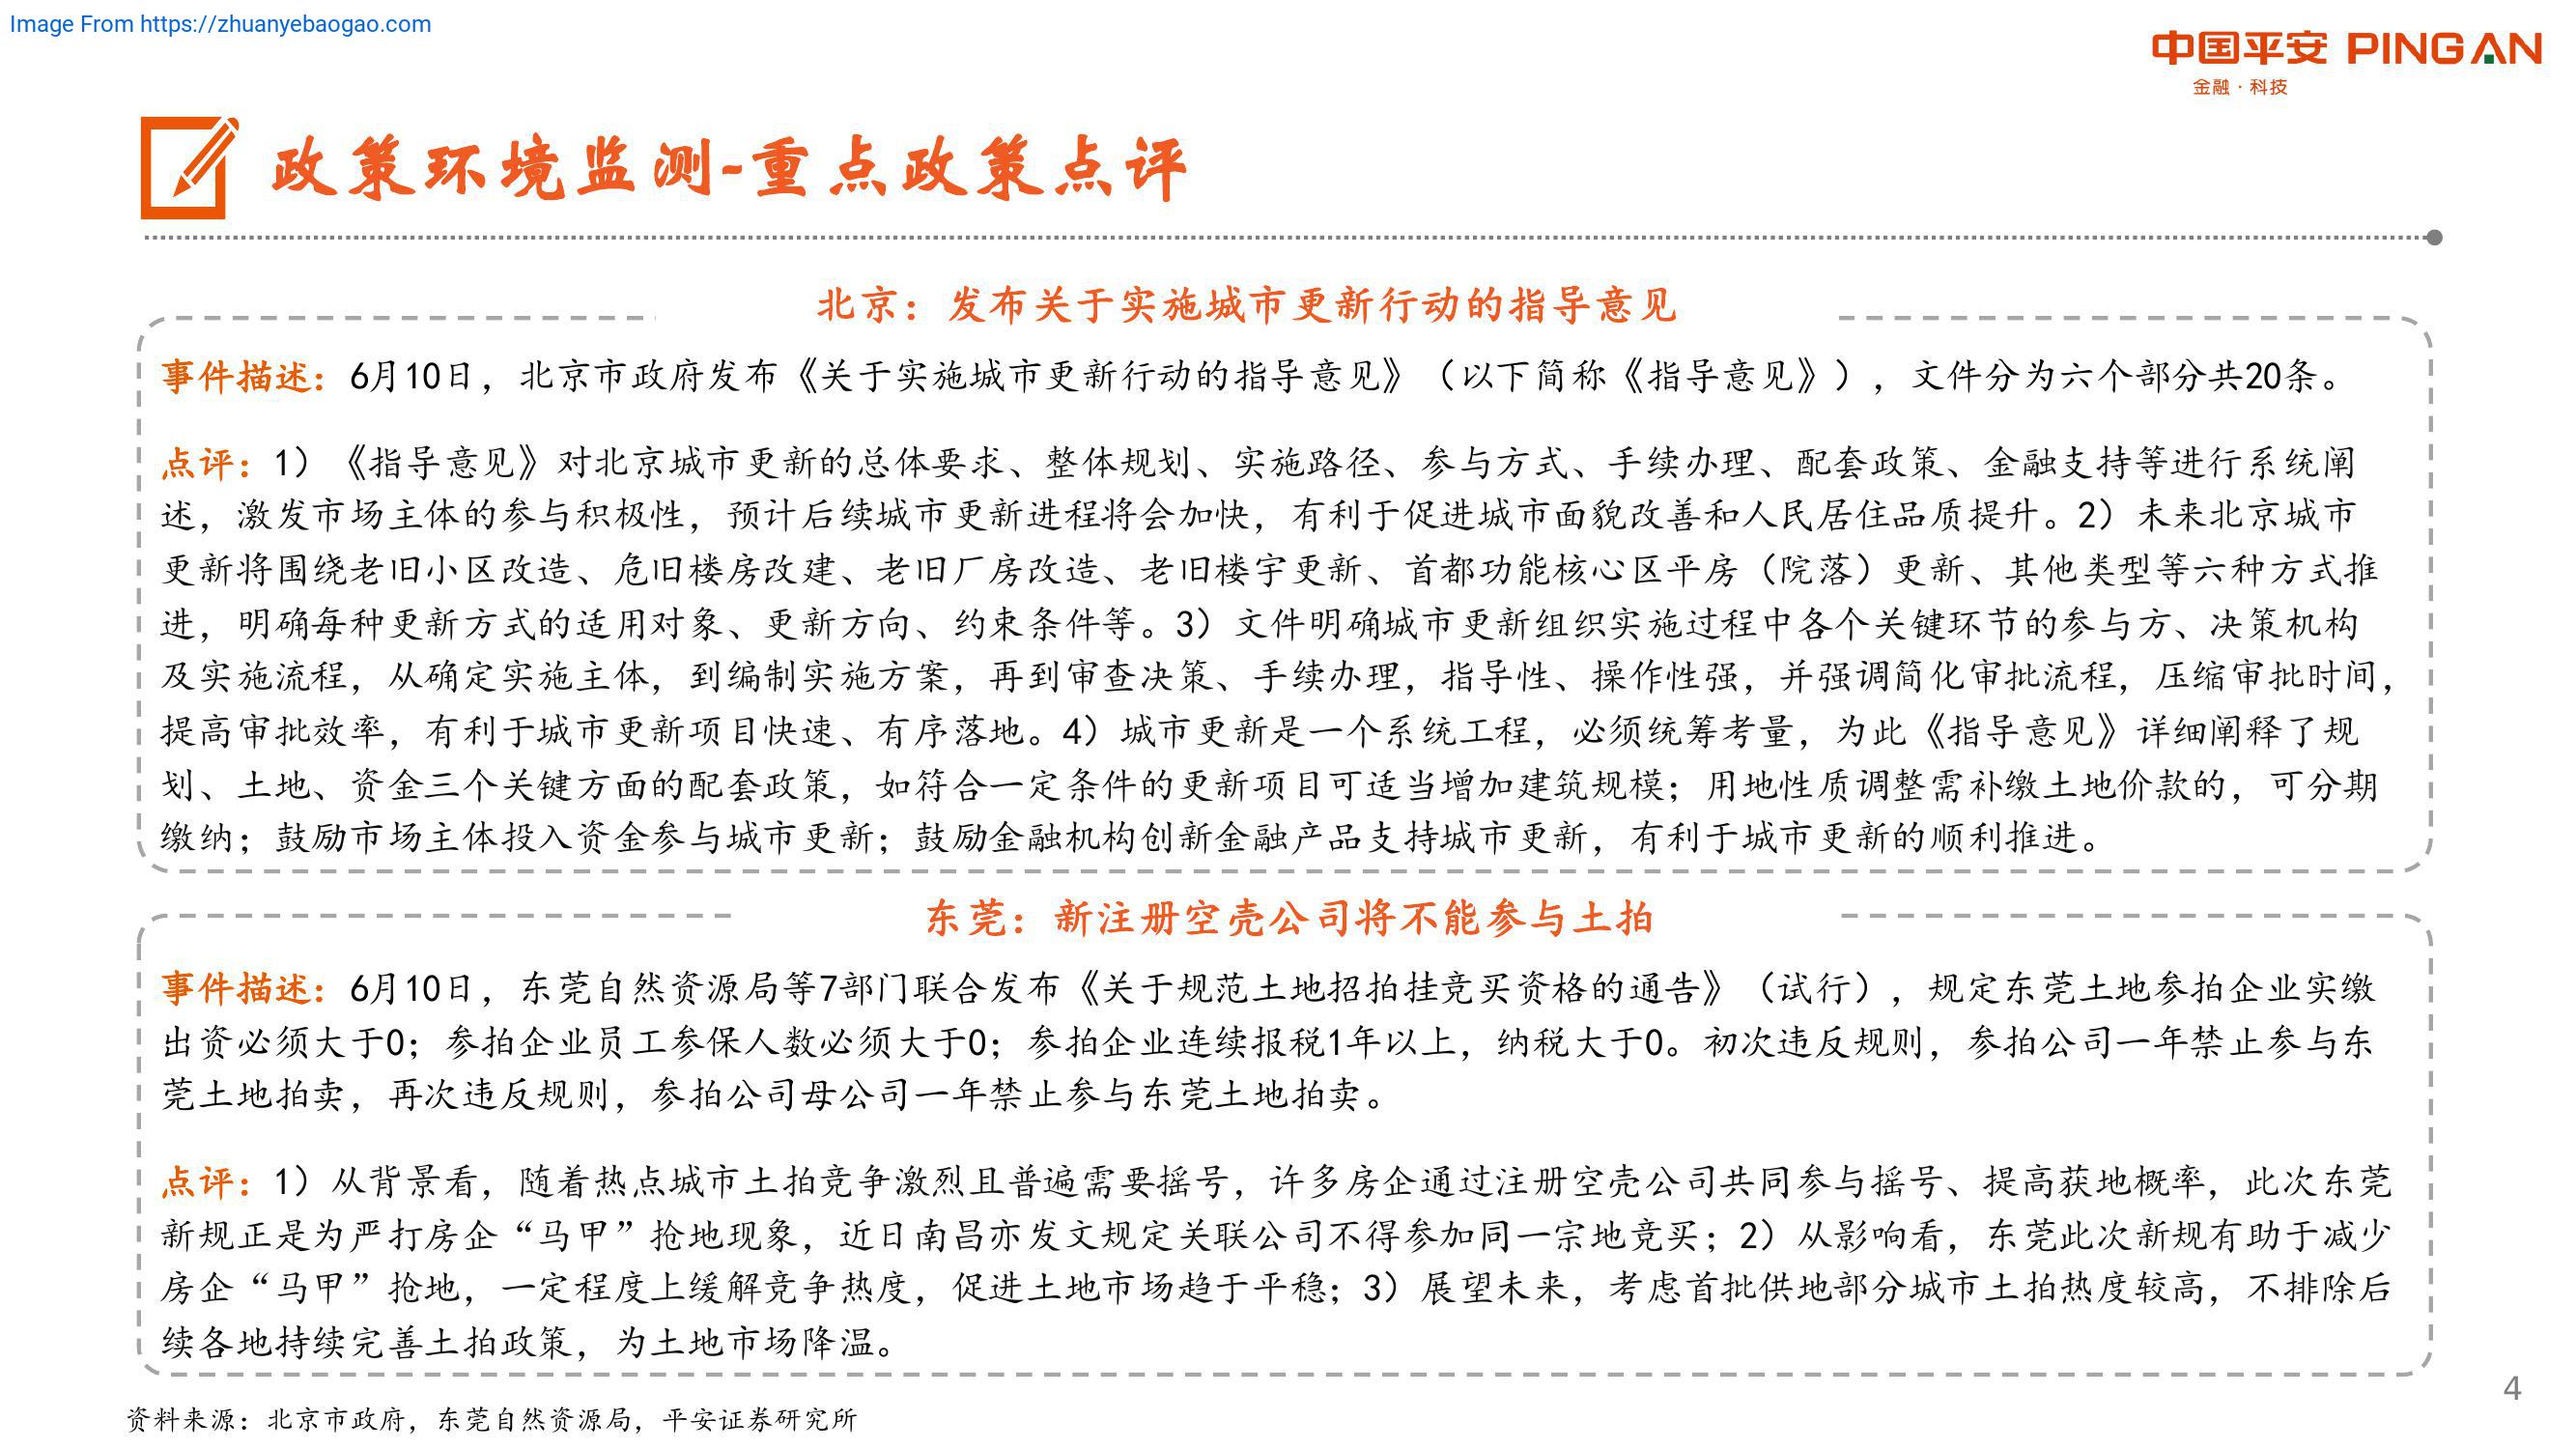 Image From https://zhuanyebaogao.com
中国平安 PINGAN
金融·科技
政策环境监测-重点政策点评
北京：发布关于实施城市更新行动的指导意见
事件描述：6月10日，北京市政府发布《关于实施城市更新行动的指导意见》（以下简称《指导意见》），文件分为六个部分共20条。
点评：1）《指导意见》对北京城市更新的总体要求、整体规划、实施路径、参与方式、手续办理、配套政策、金融支持等进行系统阐
述，激发市场主体的参与积极性，预计后续城市更新进程将会加快，有利于促进城市面貌改善和人民居住品质提升。2）未来北京城市
更新将围绕老旧小区改造、危旧楼房改建、老旧厂房改造、老旧楼宇更新、首都功能核心区平房（院落）更新、其他类型等六种方式推
进，明确每种更新方式的适用对象、更新方向、约束条件等。3）文件明确城市更新组织实施过程中各个关键环节的参与方、决策机构
及实施流程，从确定实施主体，到编制实施方案，再到审查决策、手续办理，指导性、操作性强，并强调简化审批流程，压缩审批时间，
提高审批效率，有利于城市更新项目快速、有序落地。4）城市更新是一个系统工程，必须统筹考量，为此《指导意见》详细阐释了规
划、土地、资金三个关键方面的配套政策，如符合一定条件的更新项目可适当增加建筑规模；用地性质调整需补缴土地价款的，可分期
缴纳；鼓励市场主体投入资金参与城市更新；鼓励金融机构创新金融产品支持城市更新，有利于城市更新的顺利推进。
东莞：新注册空壳公司将不能参与土拍
事件描述：6月10日，东莞自然资源局等7部门联合发布《关于规范土地招拍挂竞买资格的通告》（试行），规定东莞土地参拍企业实缴
出资必须大于0；参拍企业员工参保人数必须大于0；参拍企业连续报税1年以上，纳税大于0。初次违反规则，参拍公司一年禁止参与东
莞土地拍卖，再次违反规则，参拍公司母公司一年禁止参与东莞土地拍卖。
点评：1）从背景看，随着热点城市土拍竞争激烈且普遍需要摇号，许多房企通过注册空壳公司共同参与摇号、提高获地概率，此次东莞
新规正是为严打房企“马甲”抢地现象，近日南昌亦发文规定关联公司不得参加同一宗地竞买；2）从影响看，东莞此次新规有助于减少
房企“马甲”抢地，一定程度上缓解竞争热度，促进土地市场趋于平稳；3）展望未来，考虑首批供地部分城市土拍热度较高，不排除后
续各地持续完善土拍政策，为土地市场降温。
资料来源：北京市政府，东莞自然资源局，平安证券研究所
4